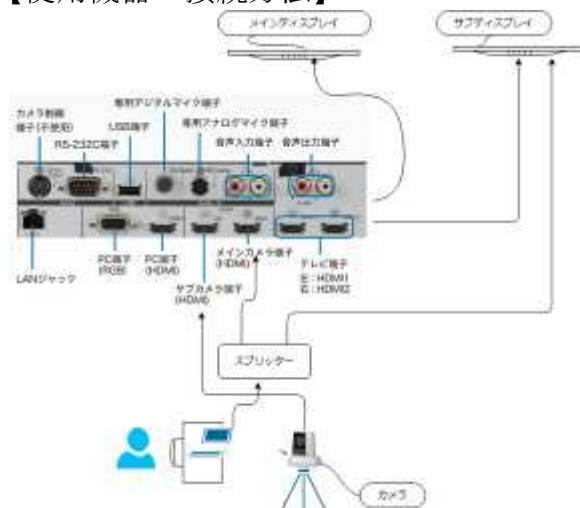 【使用機器・接続方法】
メインディスプレイ
サブディスプレイ
専用デジタルマイク端子
カメラ制御
端子(不使用)
USB端子
専用アナログマイク端子
RS-232C端子
音声入力端子
音声出力端子
PC端子
(RGB)
PC端子
(HDMI)
メインカメラ端子
(HDMI)
テレビ端子
左:HDMI1
右:HDMI2
LANジャック
サブカメラ端子
(HDMI)
スプリッター
カメラ